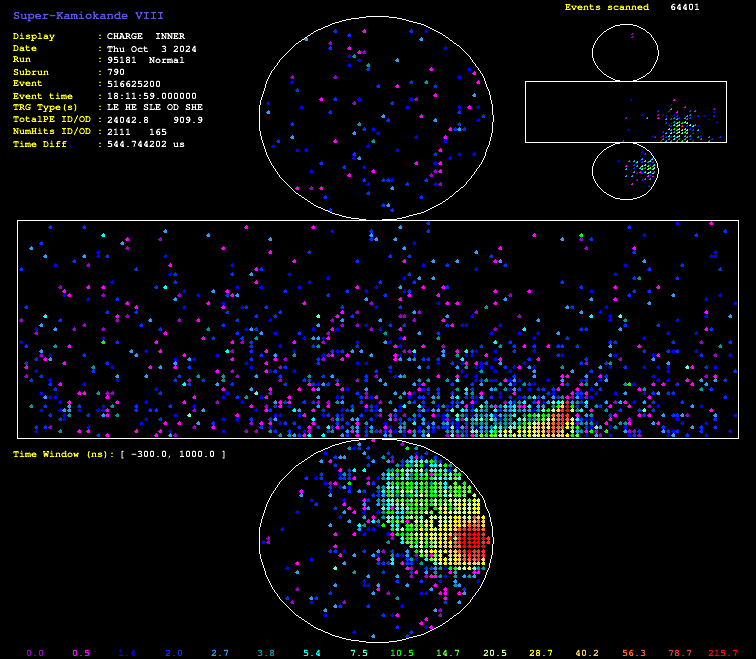 Super-Kamiokande VIII
Events scanned 64401
Display : CHARGE INNER
Date : Thu Oct 3 2024
Run : 95181 Normal
Subrun : 790
Event : 516625200
Event time : 18:11:59.000000
TRG Type(s) : LE HE SLE OD SHE
TotalPE ID/OD : 24042.8 909.9
NumHits ID/OD : 2111 165
Time Diff : 544.744202 us
Time Window (ns): [ -300.0, 1000.0 ]
0.0 0.5 1.4 2.0 2.7 3.8 5.4 7.5 10.5 14.7 20.5 28.7 40.2 56.3 78.7 215.7